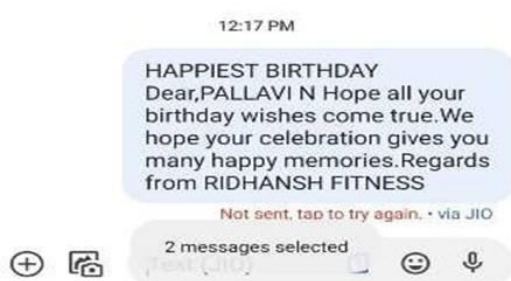 12:17 PM
HAPPIEST BIRTHDAY
Dear,PALLAVI N Hope all your
birthday wishes come true.We
hope your celebration gives you
many happy memories.Regards
from RIDHANSH FITNESS
Not sent, tap to try again. • via JIO
2 messages selected
Text (JIO)